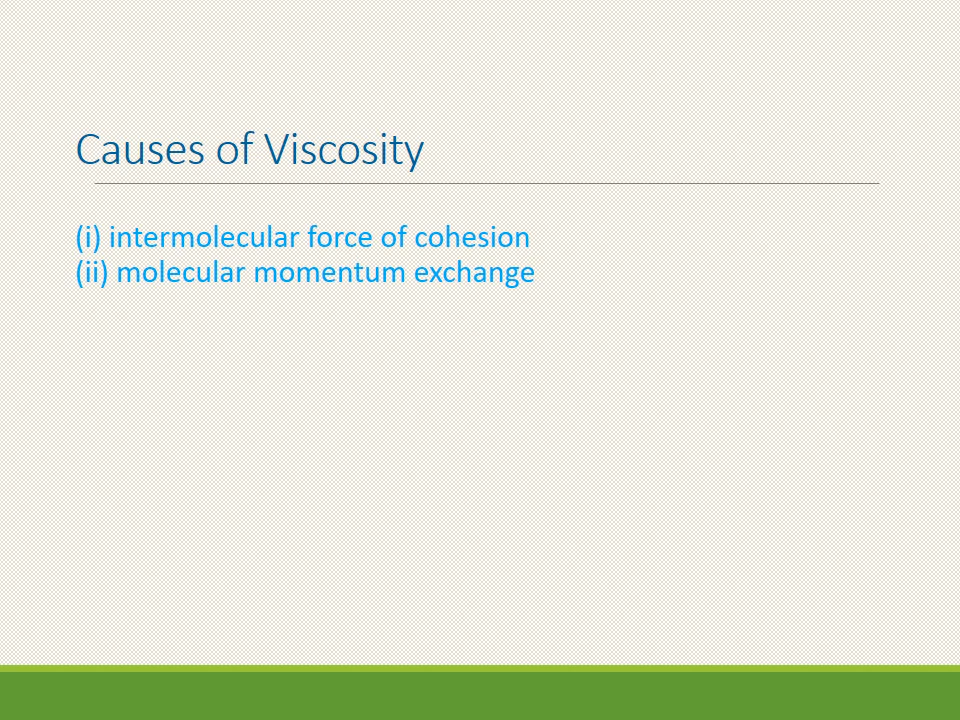 Causes of Viscosity
(i) intermolecular force of cohesion
(ii) molecular momentum exchange